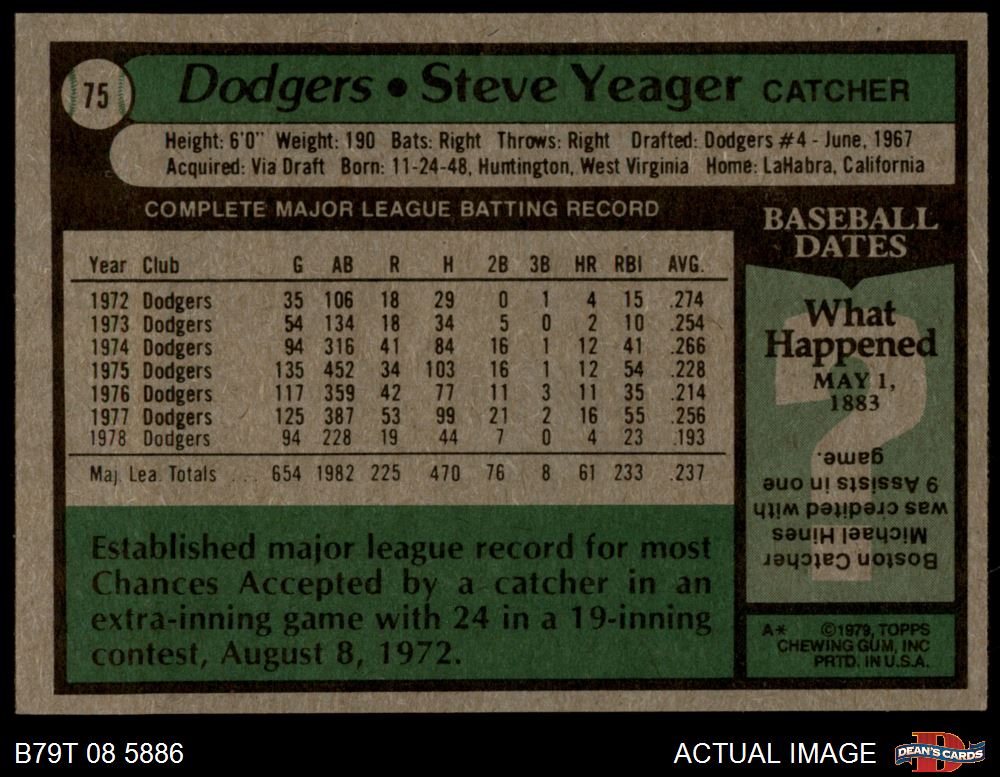 75
Dodgers • Steve Yeager CATCHER
Height: 6'0" Weight: 190 Bats: Right Throws: Right Drafted: Dodgers #4 - June, 1967
Acquired: Via Draft Born: 11-24-48, Huntington, West Virginia Home: LaHabra, California
COMPLETE MAJOR LEAGUE BATTING RECORD
Year Club G AB R H 2B 3B HR RBI AVG.
1972 Dodgers 35 106 18 29 0 1 4 15 .274
1973 Dodgers 54 134 18 34 5 0 2 10 .254
1974 Dodgers 94 316 41 84 16 1 12 41 .266
1975 Dodgers 135 452 34 103 16 1 12 54 .228
1976 Dodgers 117 359 42 77 11 3 11 35 .214
1977 Dodgers 125 387 53 99 21 2 16 55 .256
1978 Dodgers 94 228 19 44 7 0 4 23 .193
Maj. Lea. Totals ... 654 1982 225 470 76 8 61 233 .237
Established major league record for most
Chances Accepted by a catcher in an
extra-inning game with 24 in a 19-inning
contest, August 8, 1972.
BASEBALL
DATES
What
Happened
MAY 1,
1883
?
Boston Catcher
Michael Hines
was credited with
9 Assists in one
game.
A* ©1979, TOPPS
CHEWING GUM, INC
PRTD. IN U.S.A.
B79T 08 5886
ACTUAL IMAGE
D
DEAN'S CARDS